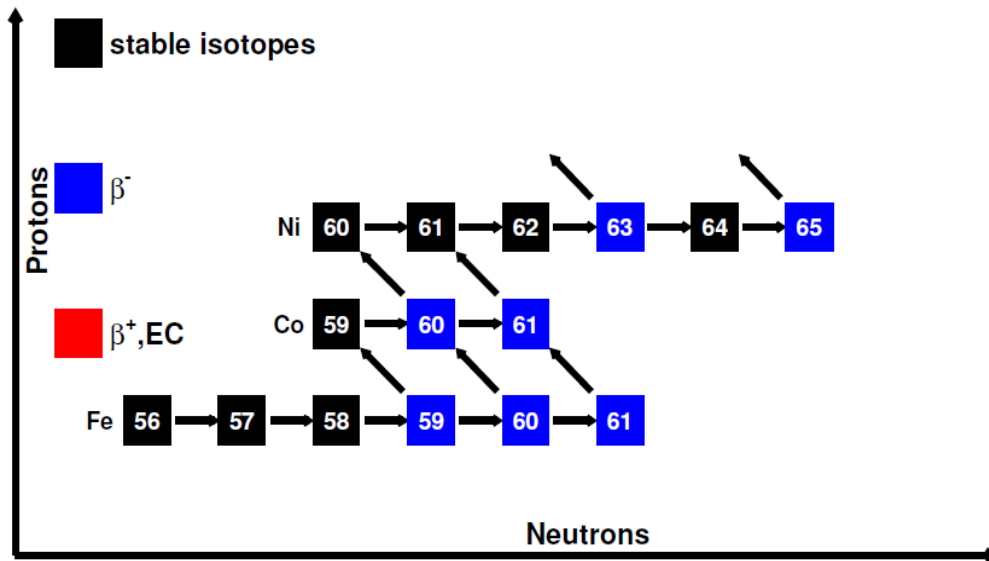 stable isotopes
β-
β+,EC
Protons
Ni 60 61 62 63 64 65
Co 59 60 61
Fe 56 57 58 59 60 61
Neutrons